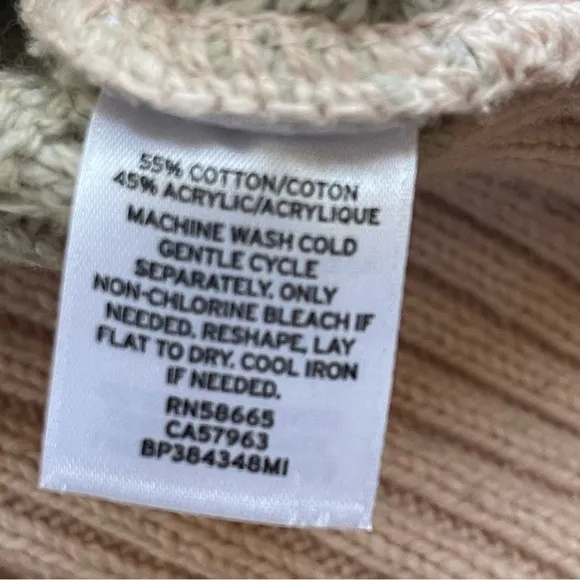 55% COTTON/COTON
45% ACRYLIC/ACRYLIQUE
MACHINE WASH COLD
GENTLE CYCLE
SEPARATELY. ONLY
NON-CHLORINE BLEACH IF
NEEDED. RESHAPE, LAY
FLAT TO DRY. COOL IRON
IF NEEDED.
RN58665
CA57963
BP384348MI